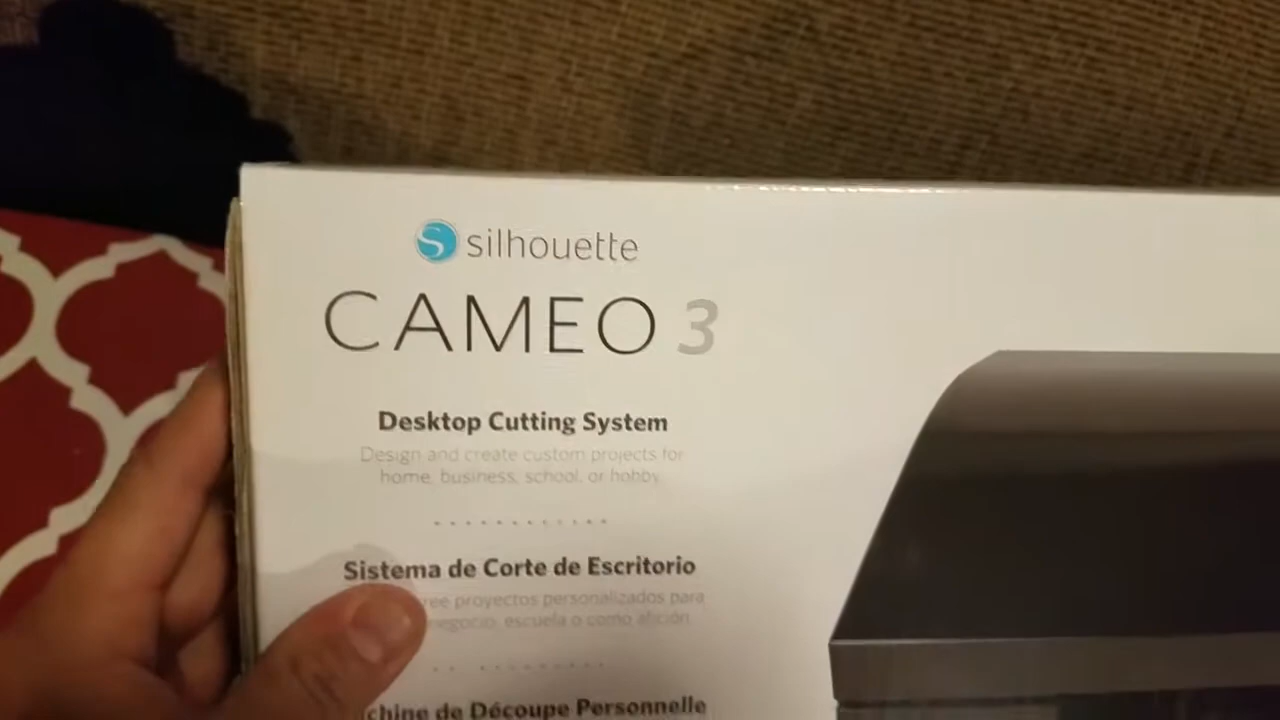 silhouette
CAMEO 3
Desktop Cutting System
Design and create custom projects for
home, business, school, or hobby
Sistema de Corte de Escritorio
proyectos personalizados para
negocio, escuela o como afición
de Découpe Personnelle